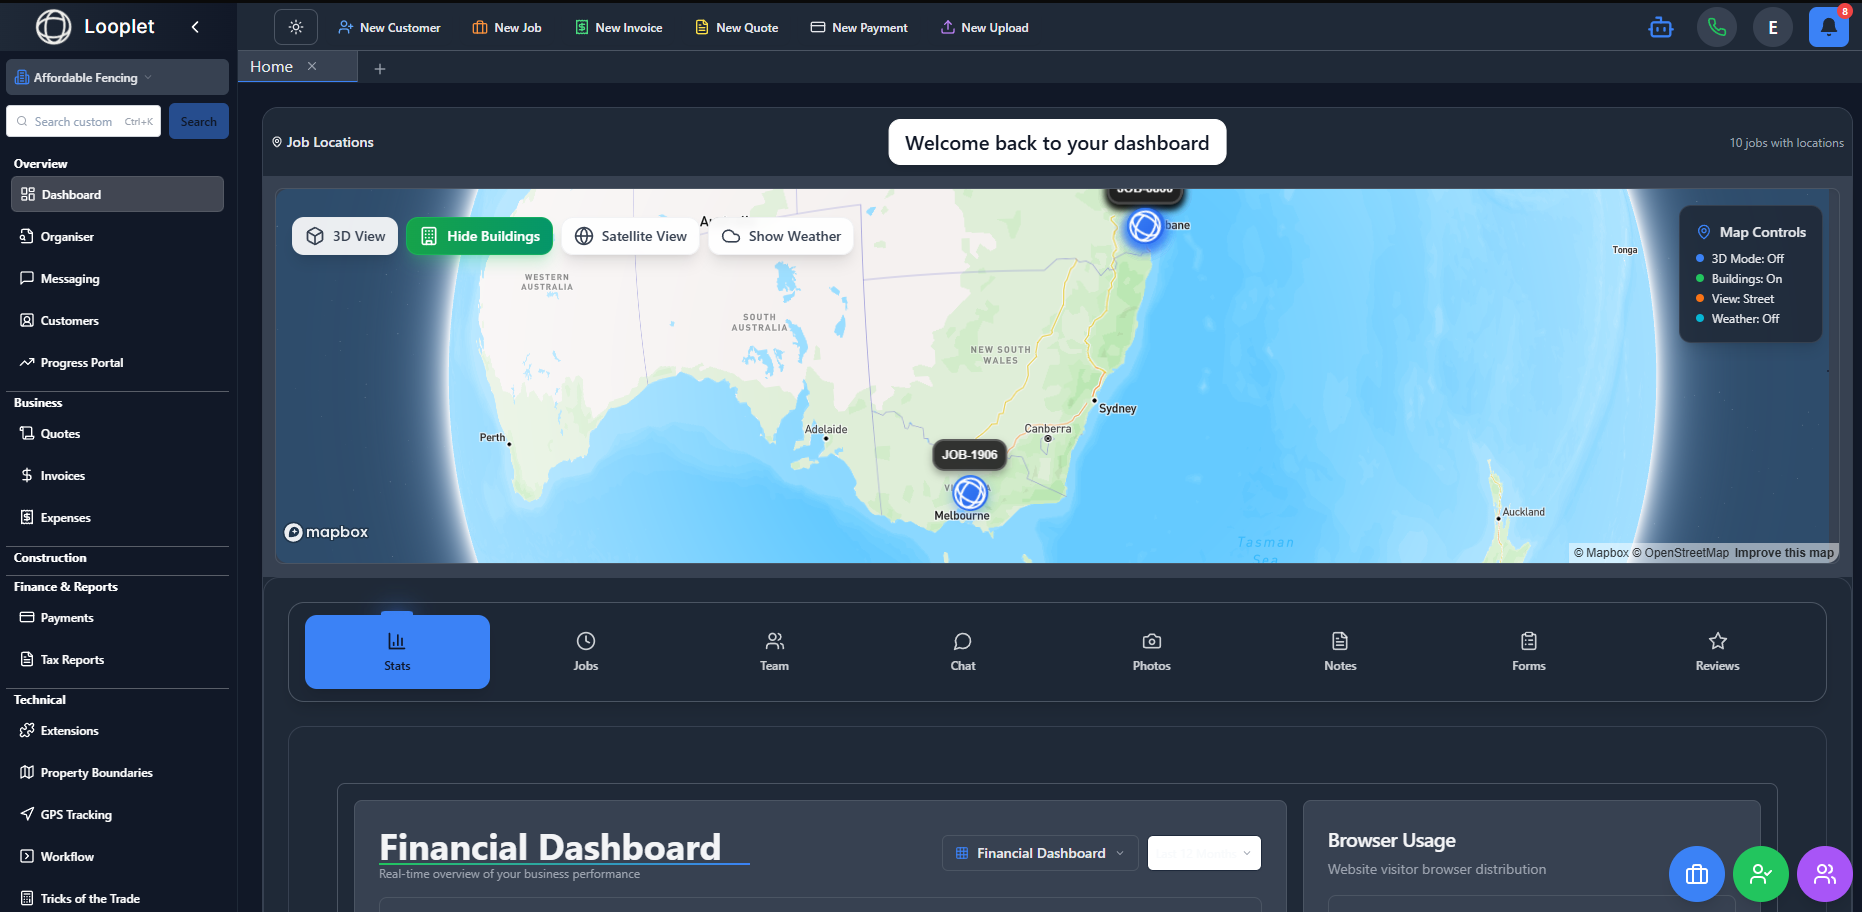 Looplet
New Customer
New Job
New Invoice
New Quote
New Payment
New Upload
E
8
Affordable Fencing
Home
Search custom
Ctrl+K
Search
Overview
Dashboard
Organiser
Messaging
Customers
Progress Portal
Business
Quotes
Invoices
Expenses
Construction
Finance & Reports
Payments
Tax Reports
Technical
Extensions
Property Boundaries
GPS Tracking
Workflow
Tricks of the Trade
Job Locations
Welcome back to your dashboard
10 jobs with locations
3D View
Hide Buildings
Satellite View
Show Weather
Map Controls
3D Mode: Off
Buildings: On
View: Street
Weather: Off
Tonga
WESTERN
AUSTRALIA
SOUTH
AUSTRALIA
NEW SOUTH
WALES
Sydney
Canberra
Adelaide
Perth
JOB-1906
Melbourne
Auckland
Tasman
Sea
mapbox
© Mapbox © OpenStreetMap Improve this map
Stats
Jobs
Team
Chat
Photos
Notes
Forms
Reviews
Financial Dashboard
Real-time overview of your business performance
Financial Dashboard
Browser Usage
Website visitor browser distribution